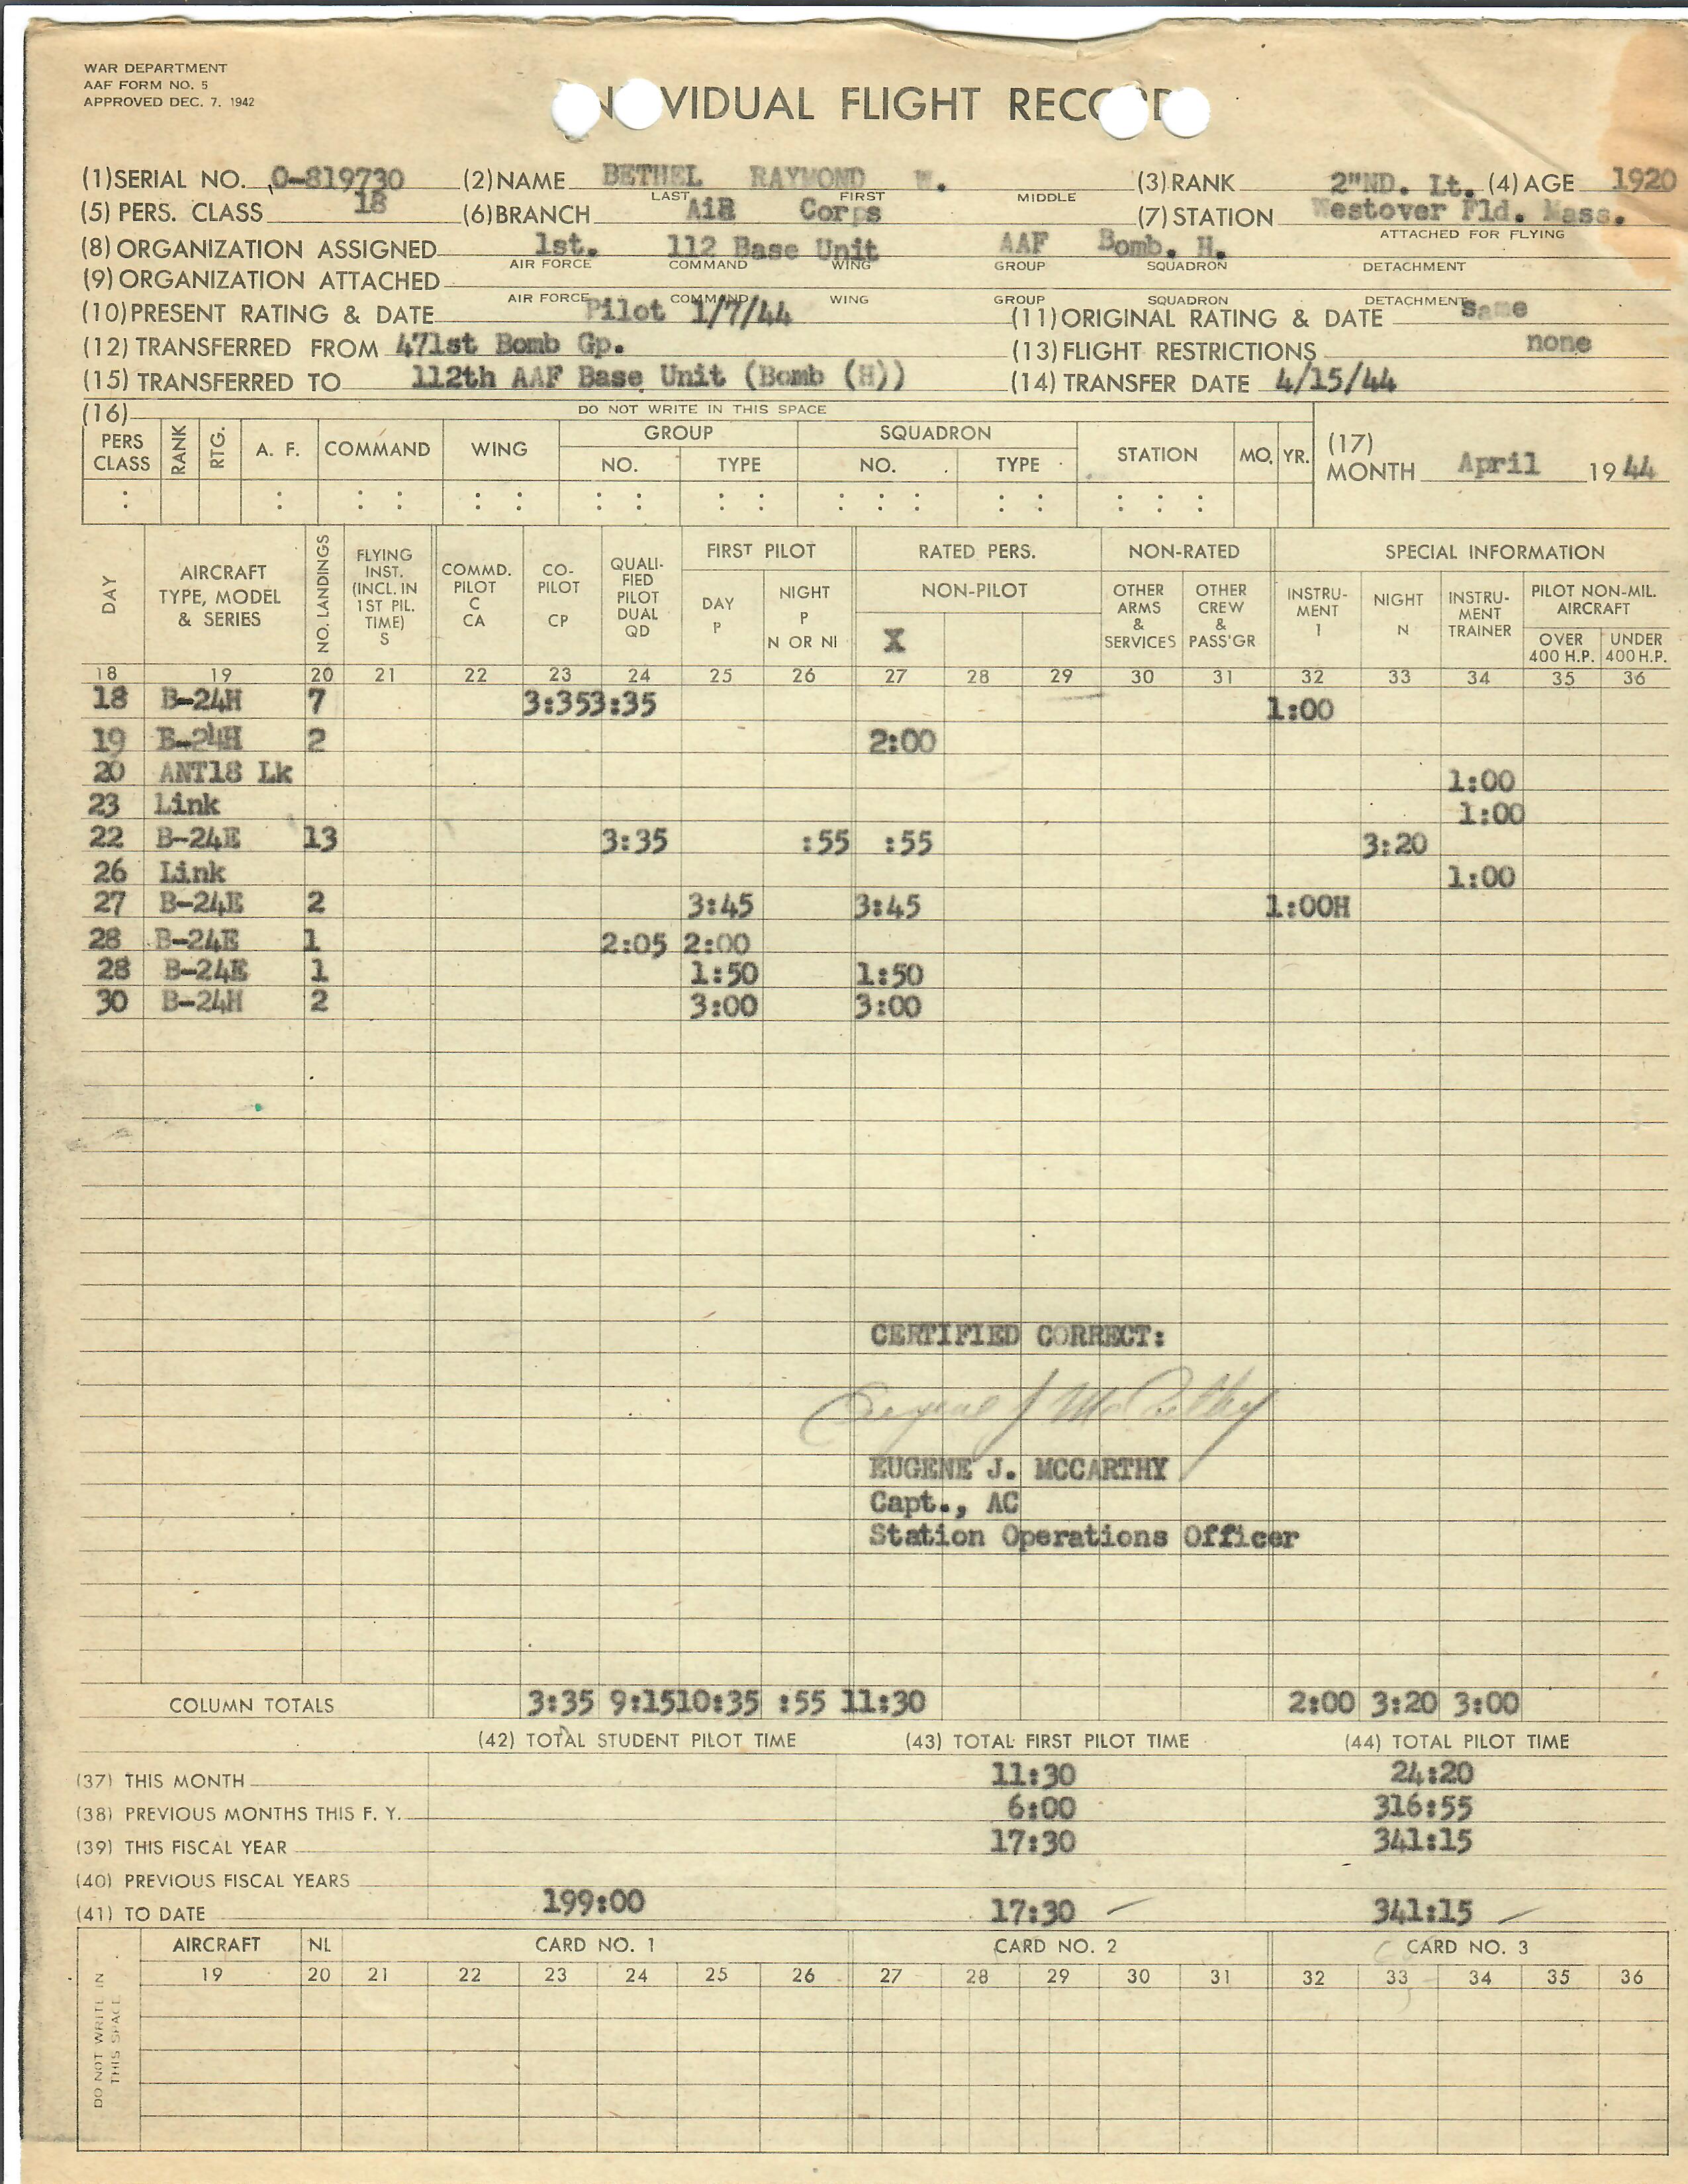 WAR DEPARTMENT
AAF FORM NO. 5
APPROVED DEC. 7, 1942
INDIVIDUAL FLIGHT RECORD
(1) SERIAL NO. O-819730 (2) NAME BETHEL RAYMOND W. (3) RANK 2"ND. Lt. (4) AGE 1920
LAST FIRST MIDDLE
(5) PERS. CLASS 18 (6) BRANCH AiR Corps (7) STATION Westover Fld. Mass.
ATTACHED FOR FLYING
(8) ORGANIZATION ASSIGNED 1st. 112 Base Unit AAF Bomb. H.
AIR FORCE COMMAND WING GROUP SQUADRON DETACHMENT
(9) ORGANIZATION ATTACHED
AIR FORCE COMMAND WING GROUP SQUADRON DETACHMENT
(10) PRESENT RATING & DATE Pilot 1/7/44 (11) ORIGINAL RATING & DATE Same
(12) TRANSFERRED FROM 471st Bomb Gp. (13) FLIGHT RESTRICTIONS none
(15) TRANSFERRED TO 112th AAF Base Unit (Bomb (H)) (14) TRANSFER DATE 4/15/44
(16) DO NOT WRITE IN THIS SPACE
PERS CLASS RANK RTG. A. F. COMMAND WING GROUP NO. TYPE SQUADRON NO. TYPE STATION MO. YR. (17) MONTH April 1944
DAY AIRCRAFT TYPE, MODEL & SERIES NO. LANDINGS FLYING INST. (INCL. IN 1ST PIL. TIME) S COMMD. PILOT C CA CO-PILOT CP QUALI-FIED PILOT DUAL QD FIRST PILOT DAY P NIGHT P N OR NI RATED PERS. NON-PILOT X NON-RATED OTHER ARMS & SERVICES OTHER CREW & PASS'GR SPECIAL INFORMATION INSTRU-MENT I NIGHT N INSTRU-MENT TRAINER PILOT NON-MIL. AIRCRAFT OVER 400 H.P. UNDER 400 H.P.
18 19 20 21 22 23 24 25 26 27 28 29 30 31 32 33 34 35 36
18 B-24H 7 3:35 3:35 1:00
19 B-24H 2 2:00
20 ANT18 Lk 1:00
23 Link 1:00
22 B-24E 13 3:35 :55 :55 3:20
26 Link 1:00
27 B-24E 2 3:45 3:45 1:00H
28 B-24E 1 2:05 2:00
28 B-24E 1 1:50 1:50
30 B-24H 2 3:00 3:00
CERTIFIED CORRECT:
Eugene J McCarthy
EUGENE J. MCCARTHY
Capt., AC
Station Operations Officer
COLUMN TOTALS 3:35 9:15 10:35 :55 11:30 2:00 3:20 3:00
(42) TOTAL STUDENT PILOT TIME (43) TOTAL FIRST PILOT TIME (44) TOTAL PILOT TIME
(37) THIS MONTH 11:30 24:20
(38) PREVIOUS MONTHS THIS F. Y. 6:00 316:55
(39) THIS FISCAL YEAR 17:30 341:15
(40) PREVIOUS FISCAL YEARS
(41) TO DATE 199:00 17:30 341:15
DO NOT WRITE IN THIS SPACE AIRCRAFT NL CARD NO. 1 CARD NO. 2 CARD NO. 3
19 20 21 22 23 24 25 26 27 28 29 30 31 32 33 34 35 36